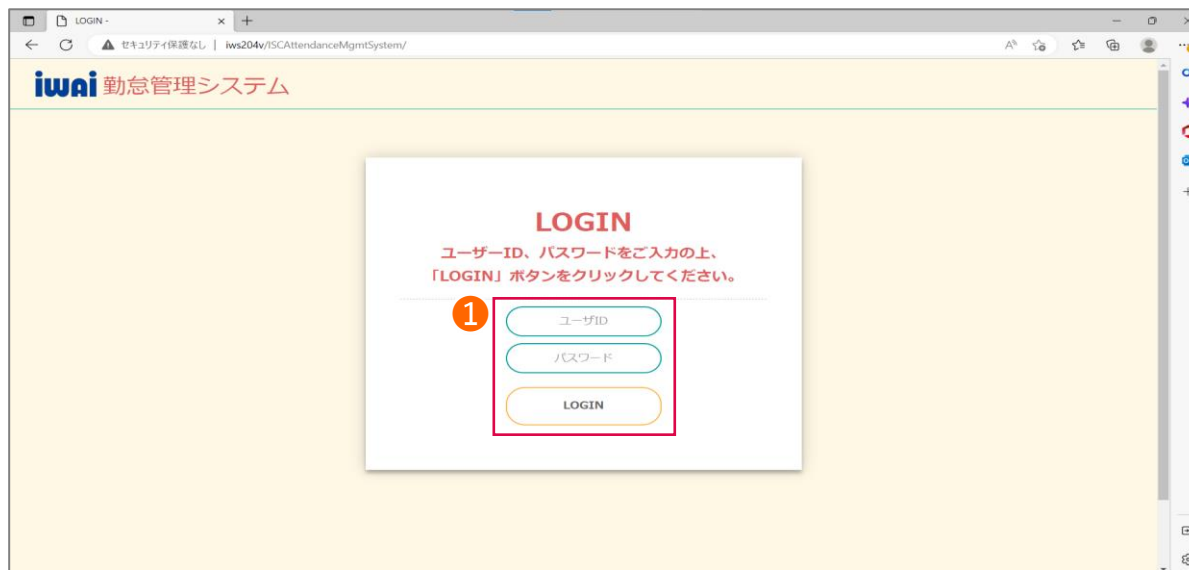 LOGIN -
セキュリティ保護なし | iws204v/ISCAttendanceMgmtSystem/
iwai 勤怠管理システム
LOGIN
ユーザーID、パスワードをご入力の上、
「LOGIN」ボタンをクリックしてください。
1
ユーザID
パスワード
LOGIN